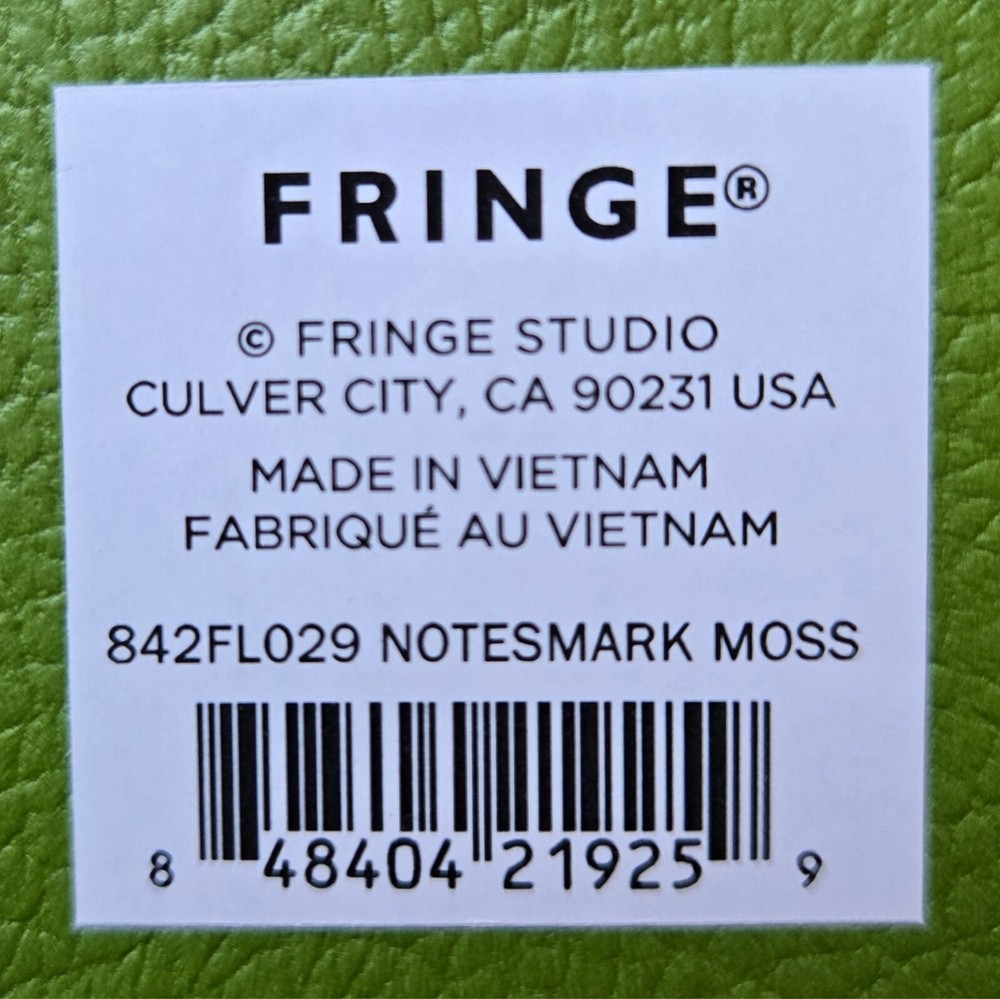 FRINGE®
© FRINGE STUDIO
CULVER CITY, CA 90231 USA
MADE IN VIETNAM
FABRIQUÉ AU VIETNAM
842FL029 NOTESMARK MOSS
8 48404 21925 9